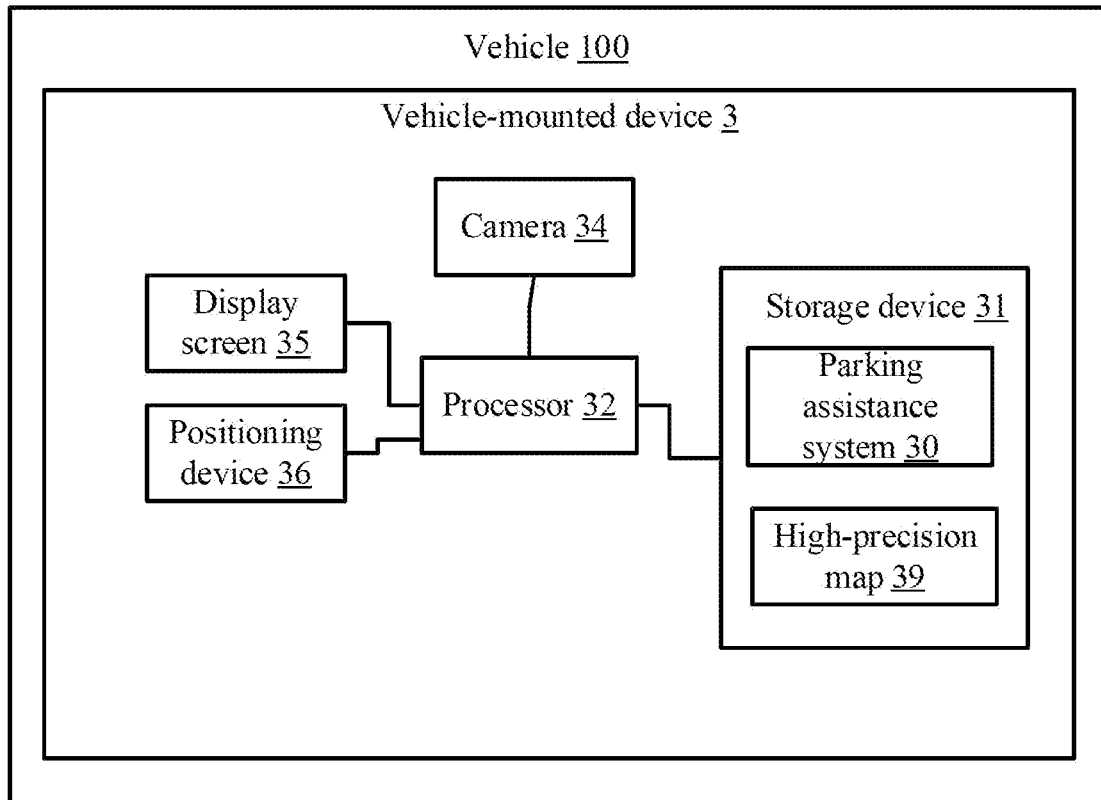 Vehicle 100
Vehicle-mounted device 3
Camera 34
Display
screen 35
Positioning
device 36
Processor 32
Storage device 31
Parking
assistance
system 30
High-precision
map 39